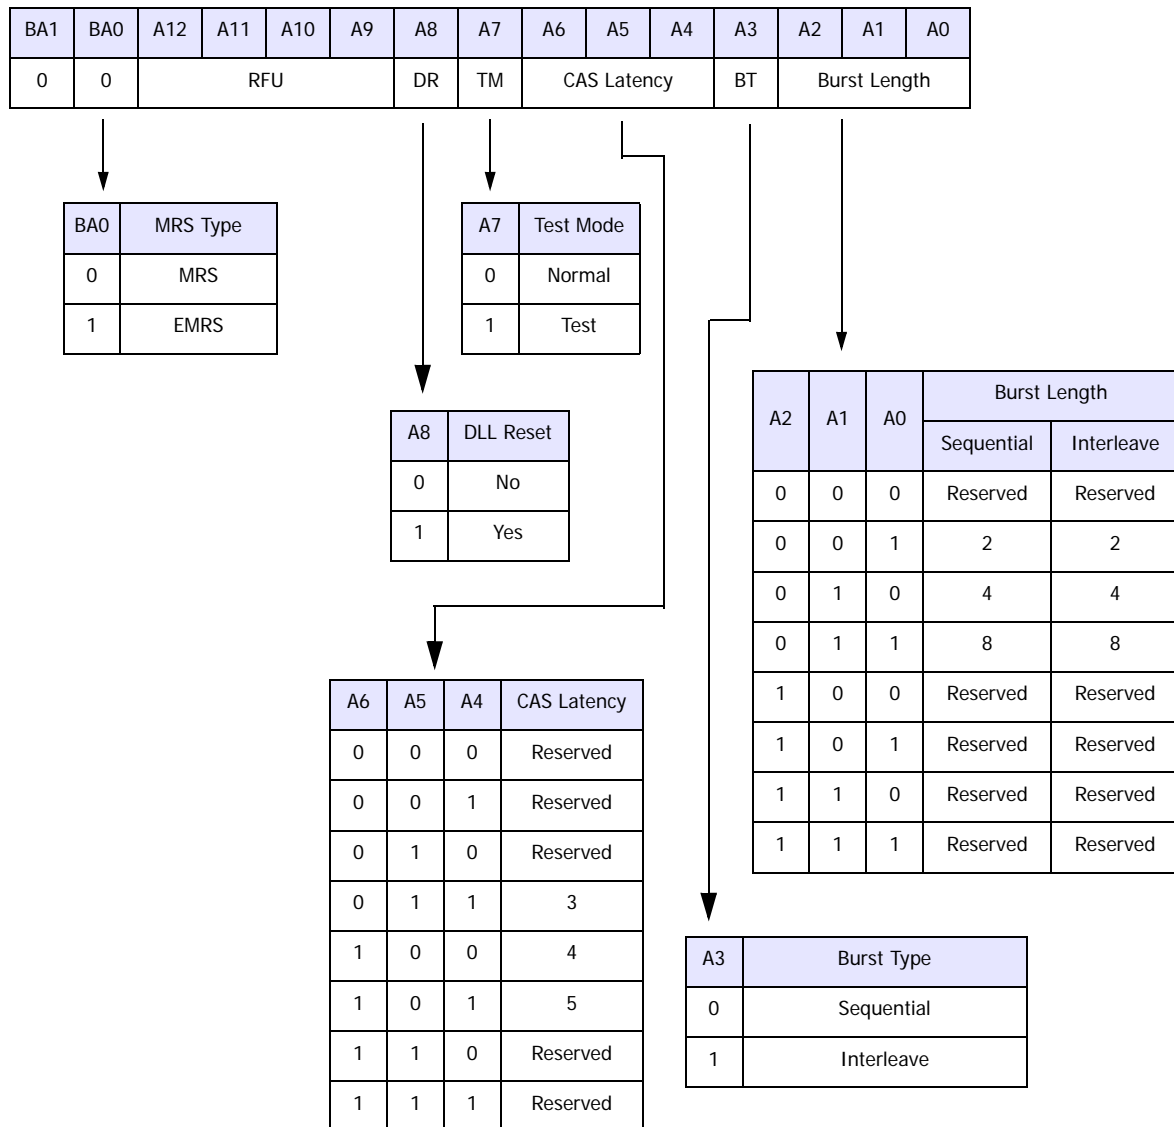 BA1 BA0 A12 A11 A10 A9 A8 A7 A6 A5 A4 A3 A2 A1 A0
0 0 RFU DR TM CAS Latency BT Burst Length
BA0 MRS Type
0 MRS
1 EMRS
A7 Test Mode
0 Normal
1 Test
A8 DLL Reset
0 No
1 Yes
A2 A1 A0 Burst Length
Sequential Interleave
0 0 0 Reserved Reserved
0 0 1 2 2
0 1 0 4 4
0 1 1 8 8
1 0 0 Reserved Reserved
1 0 1 Reserved Reserved
1 1 0 Reserved Reserved
1 1 1 Reserved Reserved
A6 A5 A4 CAS Latency
0 0 0 Reserved
0 0 1 Reserved
0 1 0 Reserved
0 1 1 3
1 0 0 4
1 0 1 5
1 1 0 Reserved
1 1 1 Reserved
A3 Burst Type
0 Sequential
1 Interleave